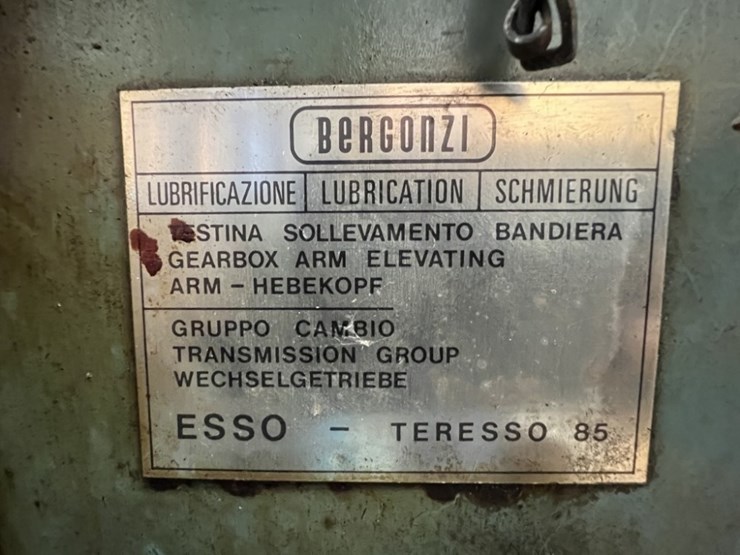 BERGONZI
LUBRIFICAZIONE LUBRICATION SCHMIERUNG
TESTINA SOLLEVAMENTO BANDIERA
GEARBOX ARM ELEVATING
ARM – HEBEKOPF
GRUPPO CAMBIO
TRANSMISSION GROUP
WECHSELGETRIEBE
ESSO – TERESSO 85